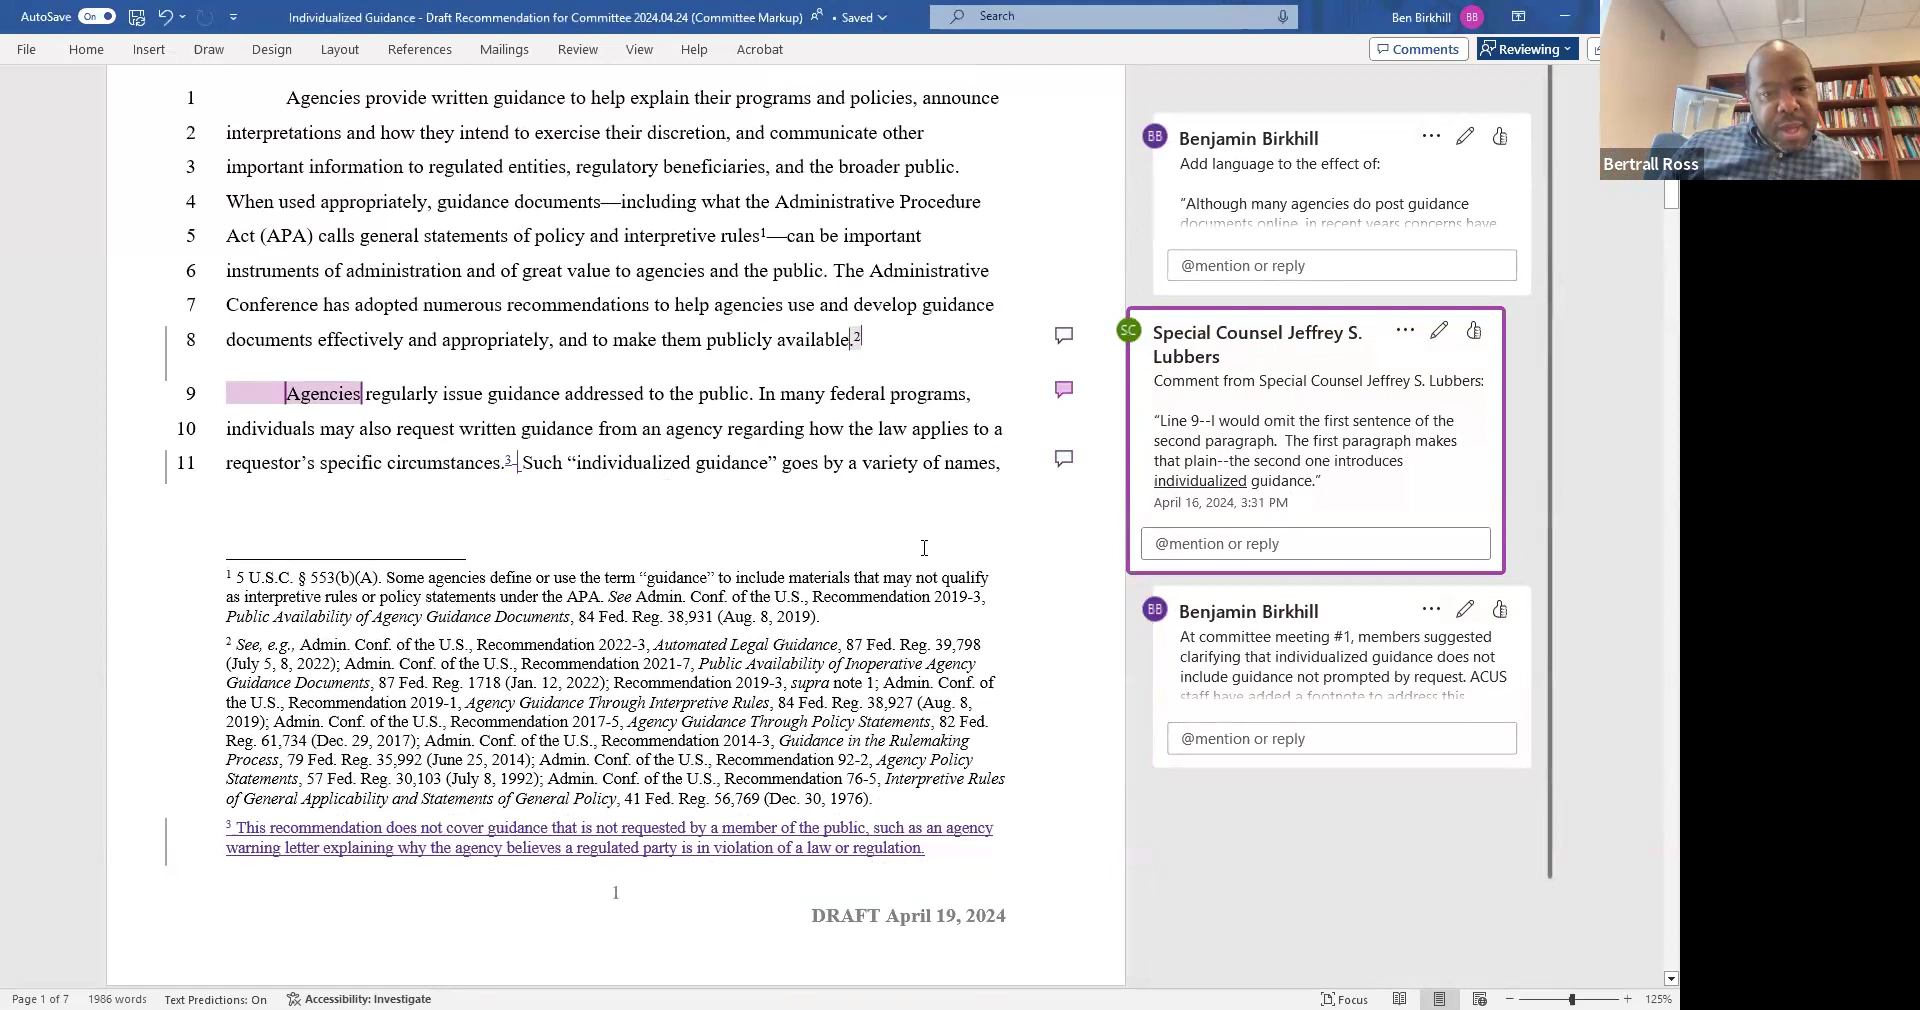 AutoSave On
Individualized Guidance - Draft Recommendation for Committee 2024.04.24 (Committee Markup) • Saved
Search
Ben Birkhill BB
File Home Insert Draw Design Layout References Mailings Review View Help Acrobat
Comments Reviewing
1 Agencies provide written guidance to help explain their programs and policies, announce
2 interpretations and how they intend to exercise their discretion, and communicate other
3 important information to regulated entities, regulatory beneficiaries, and the broader public.
4 When used appropriately, guidance documents—including what the Administrative Procedure
5 Act (APA) calls general statements of policy and interpretive rules¹—can be important
6 instruments of administration and of great value to agencies and the public. The Administrative
7 Conference has adopted numerous recommendations to help agencies use and develop guidance
8 documents effectively and appropriately, and to make them publicly available.²
9 Agencies regularly issue guidance addressed to the public. In many federal programs,
10 individuals may also request written guidance from an agency regarding how the law applies to a
11 requestor’s specific circumstances.³ Such “individualized guidance” goes by a variety of names,
¹ 5 U.S.C. § 553(b)(A). Some agencies define or use the term “guidance” to include materials that may not qualify
as interpretive rules or policy statements under the APA. See Admin. Conf. of the U.S., Recommendation 2019-3,
Public Availability of Agency Guidance Documents, 84 Fed. Reg. 38,931 (Aug. 8, 2019).
² See, e.g., Admin. Conf. of the U.S., Recommendation 2022-3, Automated Legal Guidance, 87 Fed. Reg. 39,798
(July 5, 8, 2022); Admin. Conf. of the U.S., Recommendation 2021-7, Public Availability of Inoperative Agency
Guidance Documents, 87 Fed. Reg. 1718 (Jan. 12, 2022); Recommendation 2019-3, supra note 1; Admin. Conf. of
the U.S., Recommendation 2019-1, Agency Guidance Through Interpretive Rules, 84 Fed. Reg. 38,927 (Aug. 8,
2019); Admin. Conf. of the U.S., Recommendation 2017-5, Agency Guidance Through Policy Statements, 82 Fed.
Reg. 61,734 (Dec. 29, 2017); Admin. Conf. of the U.S., Recommendation 2014-3, Guidance in the Rulemaking
Process, 79 Fed. Reg. 35,992 (June 25, 2014); Admin. Conf. of the U.S., Recommendation 92-2, Agency Policy
Statements, 57 Fed. Reg. 30,103 (July 8, 1992); Admin. Conf. of the U.S., Recommendation 76-5, Interpretive Rules
of General Applicability and Statements of General Policy, 41 Fed. Reg. 56,769 (Dec. 30, 1976).
³ This recommendation does not cover guidance that is not requested by a member of the public, such as an agency
warning letter explaining why the agency believes a regulated party is in violation of a law or regulation.
1
DRAFT April 19, 2024
BB Benjamin Birkhill
Add language to the effect of:
“Although many agencies do post guidance
documents online, in recent years concerns have
@mention or reply
SC Special Counsel Jeffrey S.
Lubbers
Comment from Special Counsel Jeffrey S. Lubbers:
“Line 9--I would omit the first sentence of the
second paragraph. The first paragraph makes
that plain--the second one introduces
individualized guidance.”
April 16, 2024, 3:31 PM
@mention or reply
BB Benjamin Birkhill
At committee meeting #1, members suggested
clarifying that individualized guidance does not
include guidance not prompted by request. ACUS
staff have added a footnote to address this
@mention or reply
Bertrall Ross
Page 1 of 7 1986 words Text Predictions: On Accessibility: Investigate
Focus 125%